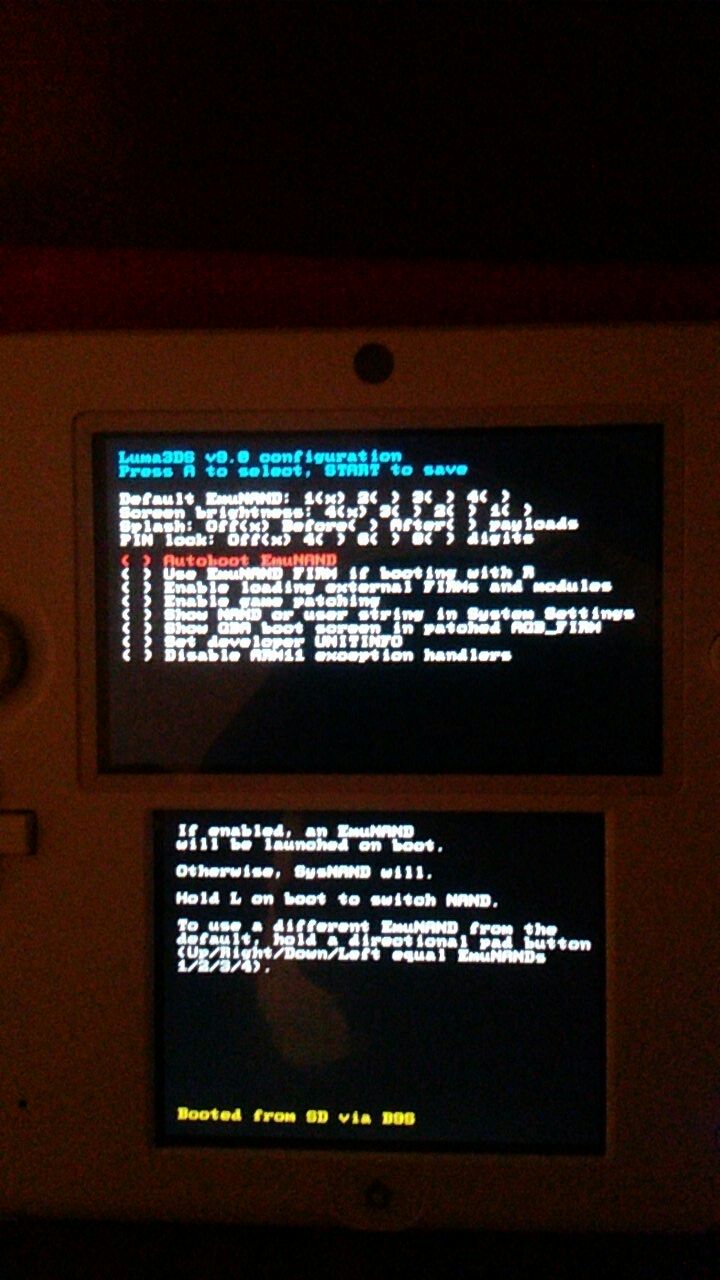 Luma3DS v9.0 configuration
Press A to select, START to save
Default EmuNAND: 1(x) 2( ) 3( ) 4( )
Screen brightness: 4(x) 3( ) 2( ) 1( )
Splash: Off(x) Before( ) After( ) payloads
PIN lock: Off(x) 4( ) 6( ) 8( ) digits
( ) Autoboot EmuNAND
( ) Use EmuNAND FIRM if booting with R
( ) Enable loading external FIRMs and modules
( ) Enable game patching
( ) Show NAND or user string in System Settings
( ) Show GBA boot screen in patched AGB_FIRM
( ) Set developer UNITINFO
( ) Disable ARM11 exception handlers
If enabled, an EmuNAND
will be launched on boot.
Otherwise, SysNAND will.
Hold L on boot to switch NAND.
To use a different EmuNAND from the
default, hold a directional pad button
(Up/Right/Down/Left equal EmuNANDs
1/2/3/4).
Booted from SD via B9S